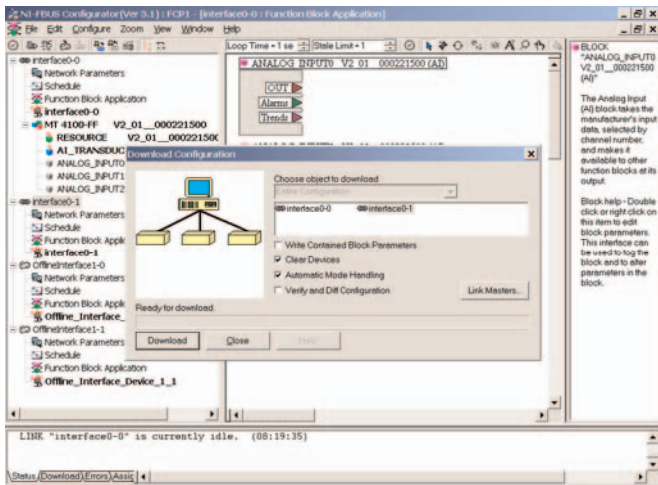 NI-FBUS Configurator(Ver 3.1) : FCP1 - [interface0-0 : Function Block Application]
File Edit Configure Zoom View Window Help
Loop Time = 1 se Stale Limit = 1
interface0-0
Network Parameters
Schedule
Function Block Application
interface0-0
MT 4100-FF V2_01__000221500
RESOURCE V2_01__00022150(
AI_TRANSDUC
ANALOG_INPUT0
ANALOG_INPUT1
ANALOG_INPUT2
interface0-1
Network Parameters
Schedule
Function Block Applic
interface0-1
OfflineInterface1-0
Network Parameters
Schedule
Function Block Applic
Offline_Interface_
OfflineInterface1-1
Network Parameters
Schedule
Function Block Application
Offline_Interface_Device_1_1
ANALOG INPUT0 V2 01 000221500 (AI)
OUT
Alarms
Trends
Download Configuration
Choose object to download
Entire Configuration
interface0-0 interface0-1
Write Contained Block Parameters
Clear Devices
Automatic Mode Handling
Verify and Diff Configuration
Link Masters...
Ready for download.
Download Close Help
BLOCK
"ANALOG_INPUT0
V2_01__000221500
(AI)"
The Analog Input
(AI) block takes the
manufacturer's input
data, selected by
channel number,
and makes it
available to other
function blocks at its
output.
Block help - Double
click or right click on
this item to edit
block parameters.
This interface can
be used to tag the
block and to alter
parameters in the
block.
LINK "interface0-0" is currently idle. (08:19:35)
Status Download Errors Assig